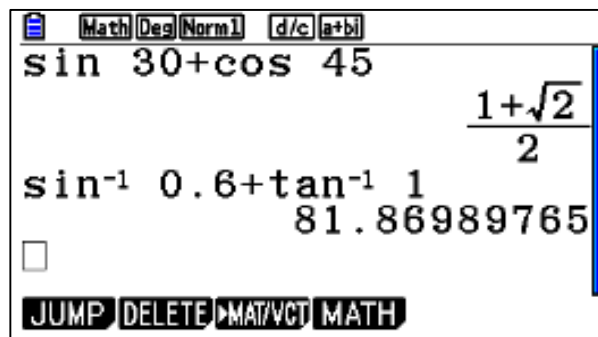 Math Deg Norm1 d/c a+bi
sin 30+cos 45
1+√2
2
sin⁻¹ 0.6+tan⁻¹ 1
81.86989765
JUMP DELETE ▶MAT/VCT MATH